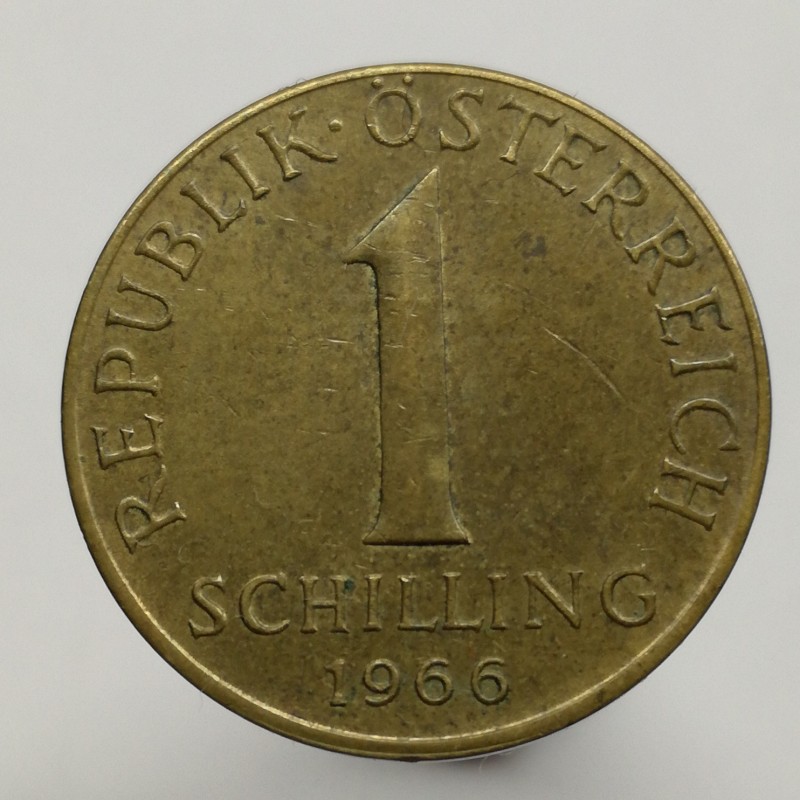 REPUBLIK · ÖSTERREICH
1
SCHILLING
1966